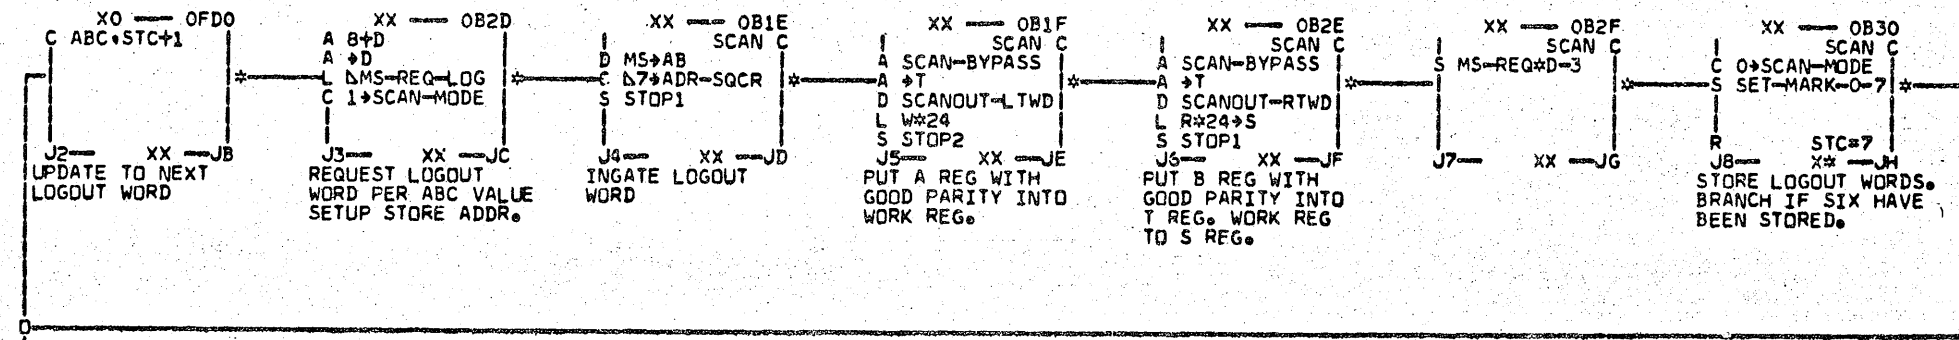 XO — OFDO
C ABC•STC+1
J2— XX —JB
UPDATE TO NEXT
LOGOUT WORD
XX — OB2D
A 8+D
A →D
L ᐃMS-REQ-LOG
C 1→SCAN-MODE
J3— XX —JC
REQUEST LOGOUT
WORD PER ABC VALUE
SETUP STORE ADDR.
XX — OB1E
SCAN C
D MS→AB
C ᐃ7→ADR-SQCR
S STOP1
J4— XX —JD
INGATE LOGOUT
WORD
XX — OB1F
SCAN C
A SCAN-BYPASS
A →T
D SCANOUT-LTWD
L W*24
S STOP2
J5— XX —JE
PUT A REG WITH
GOOD PARITY INTO
WORK REG.
XX — OB2E
SCAN C
A SCAN-BYPASS
A →T
D SCANOUT-RTWD
L R*24→S
S STOP1
J6— XX —JF
PUT B REG WITH
GOOD PARITY INTO
T REG. WORK REG
TO S REG.
XX — OB2F
SCAN C
S MS-REQ*D-3
J7— XX —JG
XX — OB30
SCAN C
C 0→SCAN-MODE
S SET-MARK-0-7
R STC=7
J8— X* —JH
STORE LOGOUT WORDS.
BRANCH IF SIX HAVE
BEEN STORED.